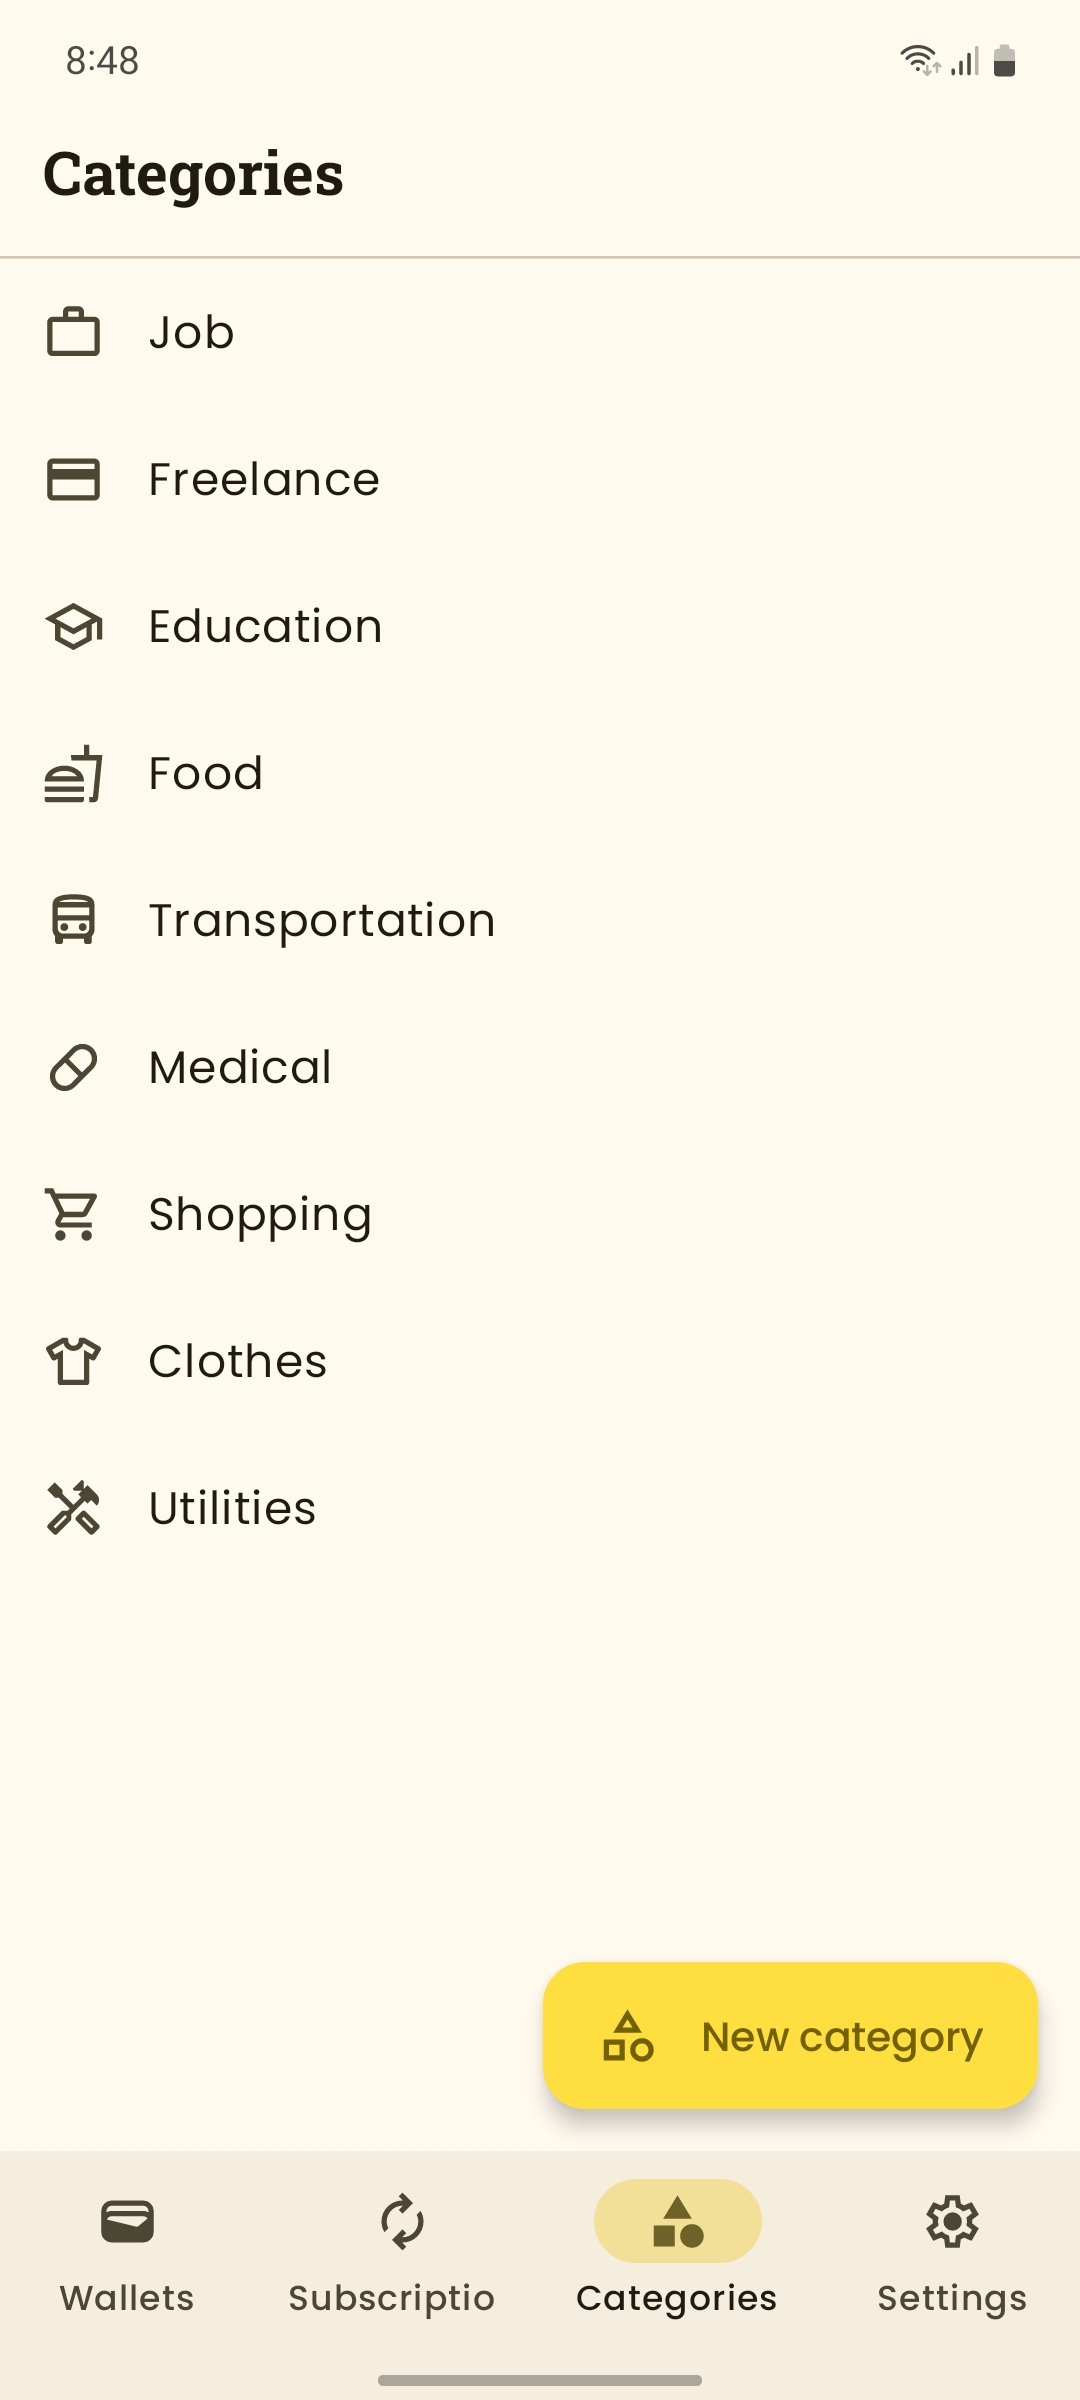 8:48
Categories
Job
Freelance
Education
Food
Transportation
Medical
Shopping
Clothes
Utilities
New category
Wallets
Subscriptio
Categories
Settings